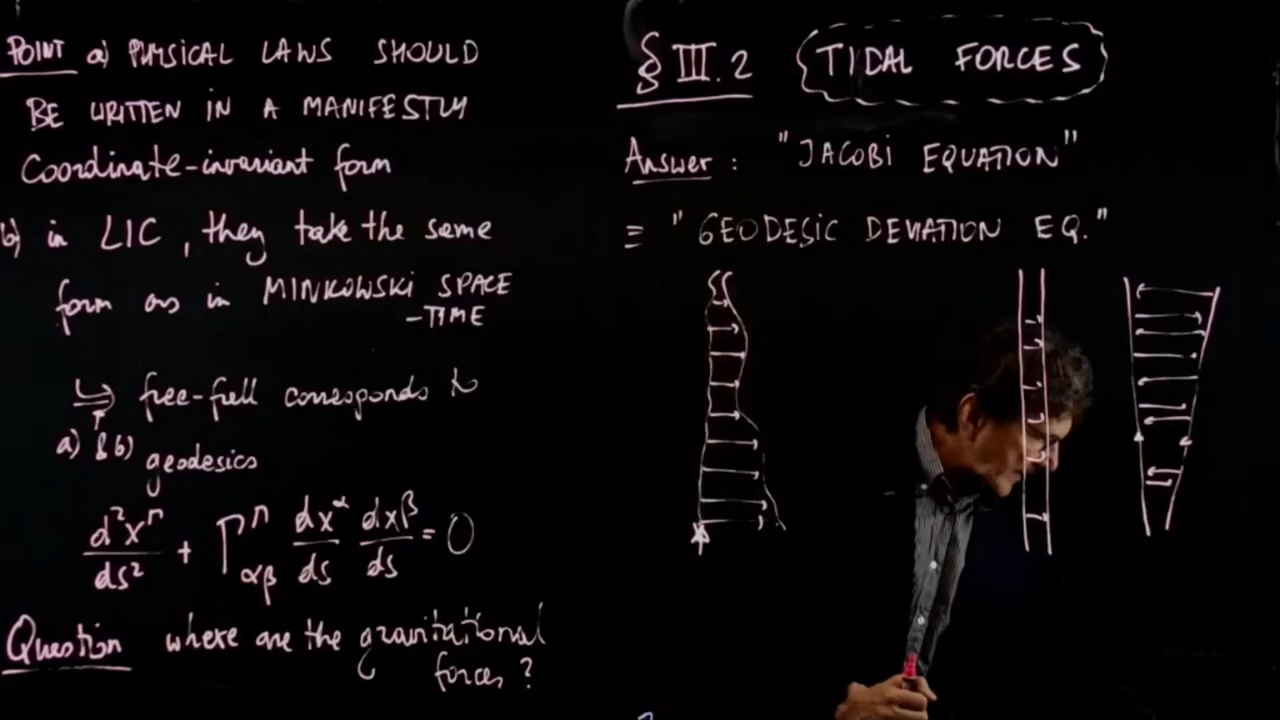 POINT a) PHYSICAL LAWS SHOULD
BE WRITTEN IN A MANIFESTLY
Coordinate-invariant form
b) in LIC, they take the same
form as in MINKOWSKI SPACE
-TIME
↪ free-fall corresponds to
a) & b) geodesics
d²x^μ/ds² + Γ^μ_αβ dx^α/ds dx^β/ds = 0
Question where are the gravitational
forces?
§ III.2 TIDAL FORCES
Answer: "JACOBI EQUATION"
= "GEODESIC DEVIATION EQ."